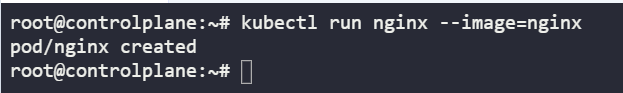 root@controlplane:~# kubectl run nginx --image=nginx
pod/nginx created
root@controlplane:~#